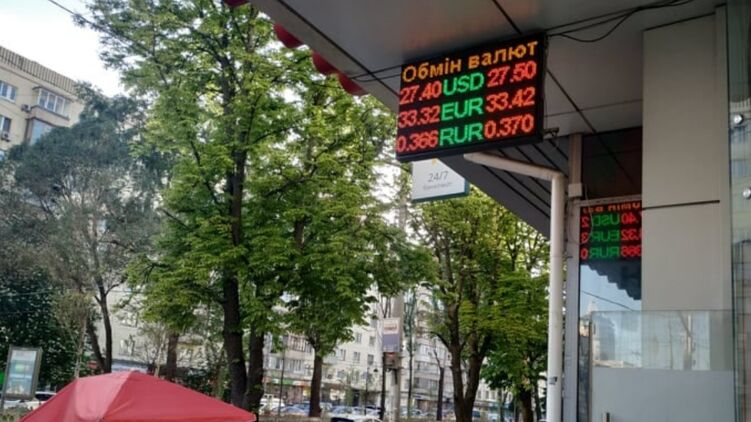 Обмін валют
27.40 USD 27.50
33.32 EUR 33.42
0.366 RUR 0.370
24/7